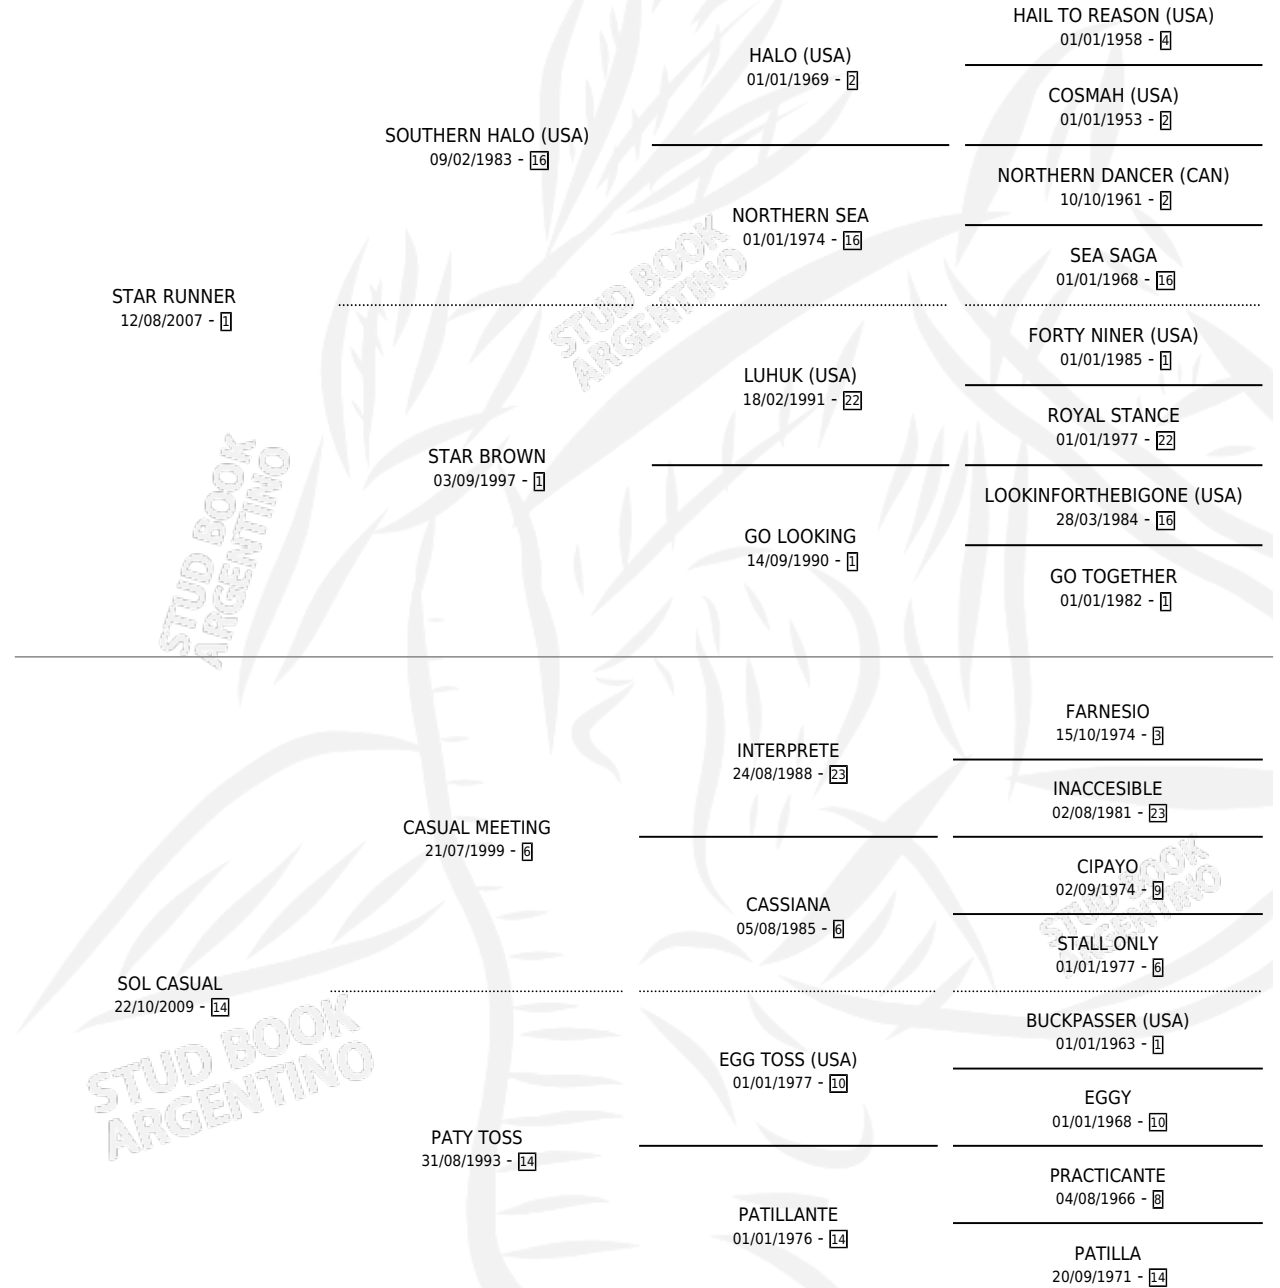 HAIL TO REASON (USA)
01/01/1958 - 4
HALO (USA)
01/01/1969 - 2
COSMAH (USA)
01/01/1953 - 2
SOUTHERN HALO (USA)
09/02/1983 - 16
NORTHERN DANCER (CAN)
10/10/1961 - 2
NORTHERN SEA
01/01/1974 - 16
SEA SAGA
01/01/1968 - 16
STAR RUNNER
12/08/2007 - 1
FORTY NINER (USA)
01/01/1985 - 1
LUHUK (USA)
18/02/1991 - 22
ROYAL STANCE
01/01/1977 - 22
STAR BROWN
03/09/1997 - 1
LOOKINFORTHEBIGONE (USA)
28/03/1984 - 16
GO LOOKING
14/09/1990 - 1
GO TOGETHER
01/01/1982 - 1
STUD BOOK
ARGENTINO
STUD BOOK
ARGENTINO
FARNESIO
15/10/1974 - 3
INTERPRETE
24/08/1988 - 23
INACCESIBLE
02/08/1981 - 23
CASUAL MEETING
21/07/1999 - 6
CIPAYO
02/09/1974 - 9
CASSIANA
05/08/1985 - 6
STALL ONLY
01/01/1977 - 6
STUD BOOK
ARGENTINO
SOL CASUAL
22/10/2009 - 14
BUCKPASSER (USA)
01/01/1963 - 1
EGG TOSS (USA)
01/01/1977 - 10
EGGY
01/01/1968 - 10
STUD BOOK
ARGENTINO
PATY TOSS
31/08/1993 - 14
PRACTICANTE
04/08/1966 - 8
PATILLANTE
01/01/1976 - 14
PATILLA
20/09/1971 - 14